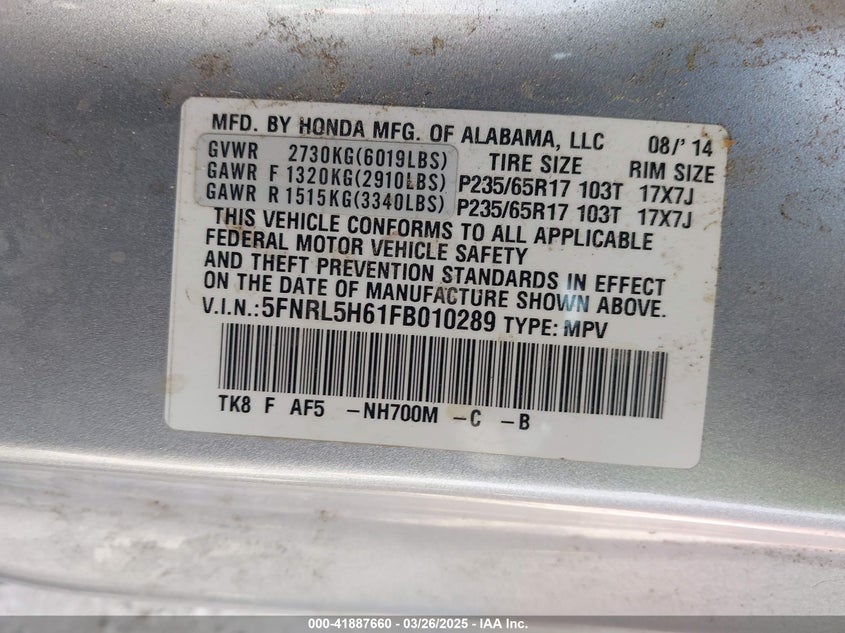 MFD. BY HONDA MFG. OF ALABAMA, LLC 08/'14
GVWR 2730KG(6019LBS) TIRE SIZE RIM SIZE
GAWR F 1320KG(2910LBS) P235/65R17 103T 17X7J
GAWR R 1515KG(3340LBS) P235/65R17 103T 17X7J
THIS VEHICLE CONFORMS TO ALL APPLICABLE
FEDERAL MOTOR VEHICLE SAFETY
AND THEFT PREVENTION STANDARDS IN EFFECT
ON THE DATE OF MANUFACTURE SHOWN ABOVE.
V.I.N.:5FNRL5H61FB010289 TYPE: MPV
TK8 F AF5 -NH700M -C -B
000-41887660 - 03/26/2025 - IAA Inc.